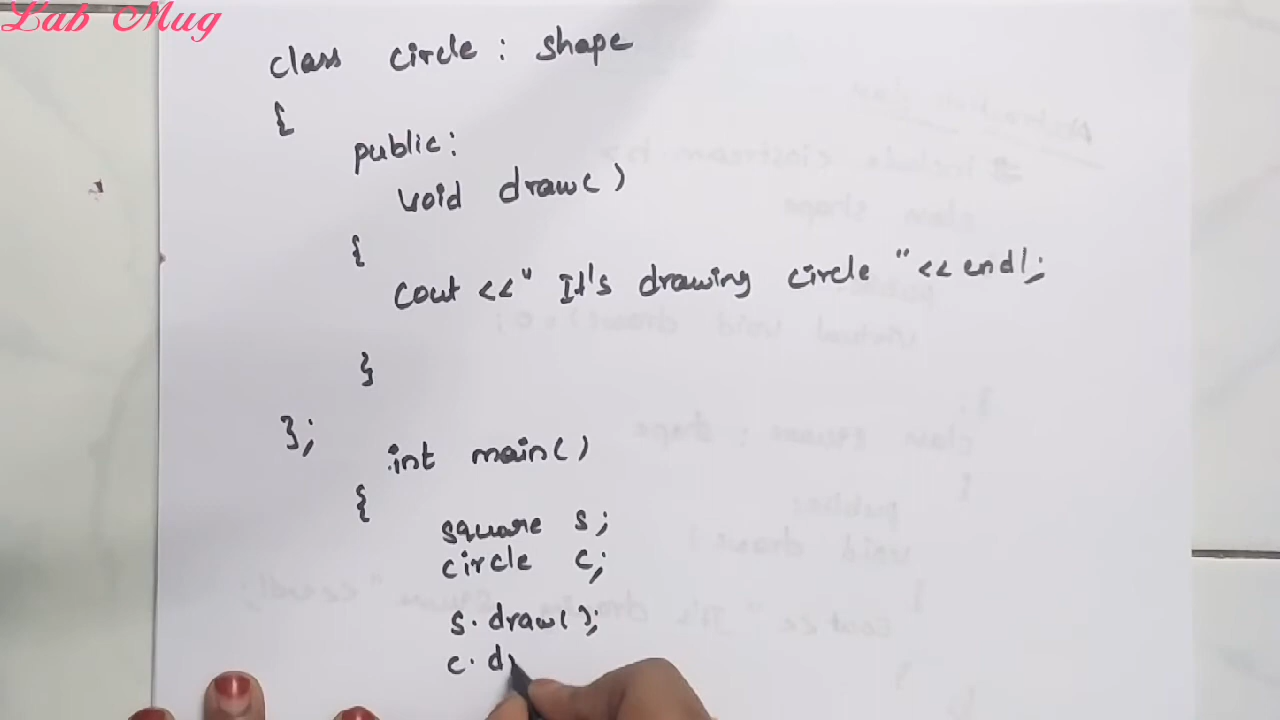 Lab Mug
class circle : shape
{
public:
void draw()
{
cout <<" It's drawing circle "<< endl;
}
};
int main()
{
square s;
circle c;
s.draw();
c.d